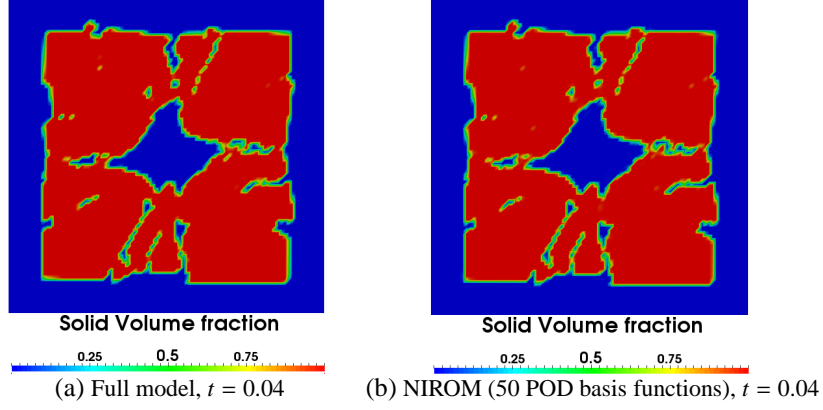 Solid Volume fraction
Solid Volume fraction
0.25 0.5 0.75
0.25 0.5 0.75
(a) Full model, t = 0.04
(b) NIROM (50 POD basis functions), t = 0.04